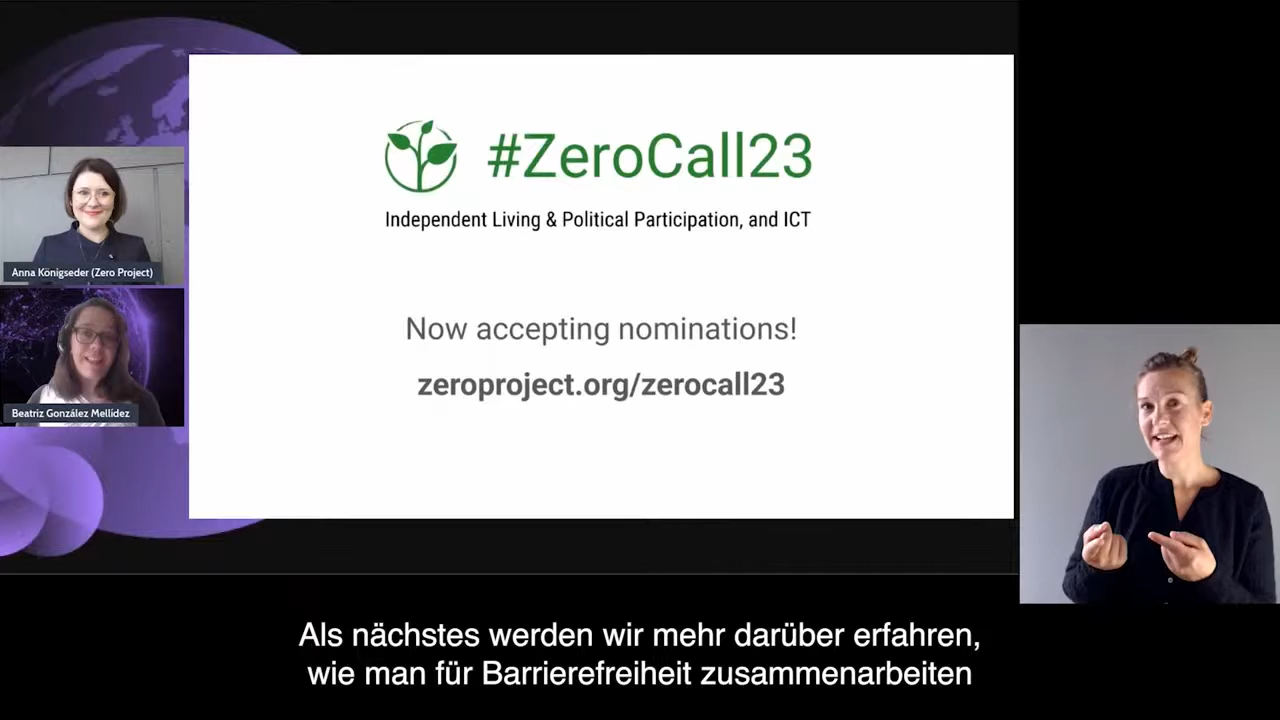 #ZeroCall23
Independent Living & Political Participation, and ICT
Now accepting nominations!
zeroproject.org/zerocall23
Anna Königseder (Zero Project)
Beatriz González Mellídez
Als nächstes werden wir mehr darüber erfahren,
wie man für Barrierefreiheit zusammenarbeiten